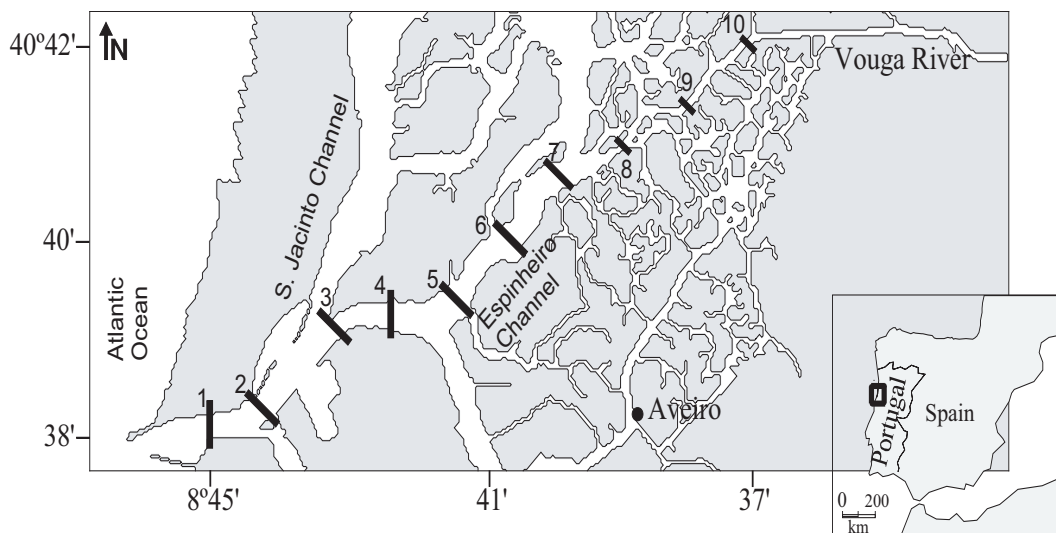 40º42'
N
10
Vouga River
9
8
7
S. Jacinto Channel
6
40'
5
Espinheiro
Channel
4
3
Atlantic
Ocean
2
1
Aveiro
38'
8º45'
41'
37'
Portugal
Spain
0 200
km